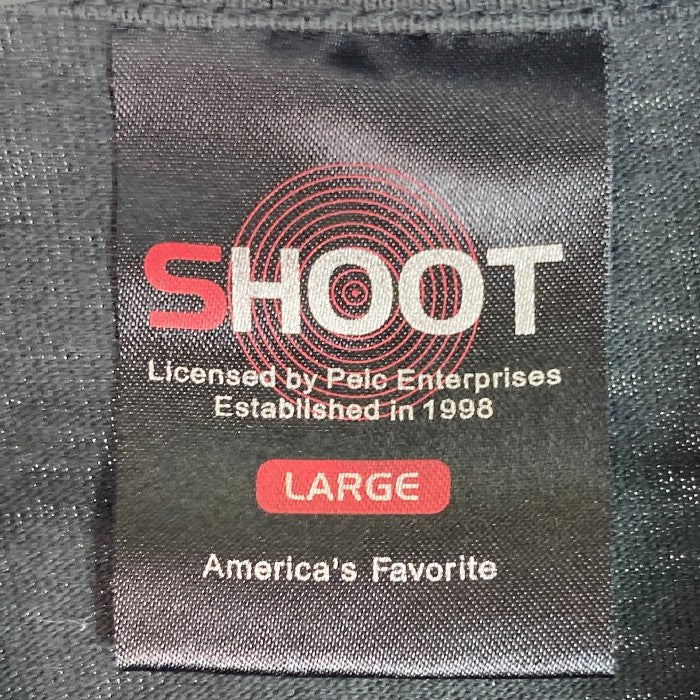 SHOOT
Licensed by Pelc Enterprises
Established in 1998
LARGE
America's Favorite